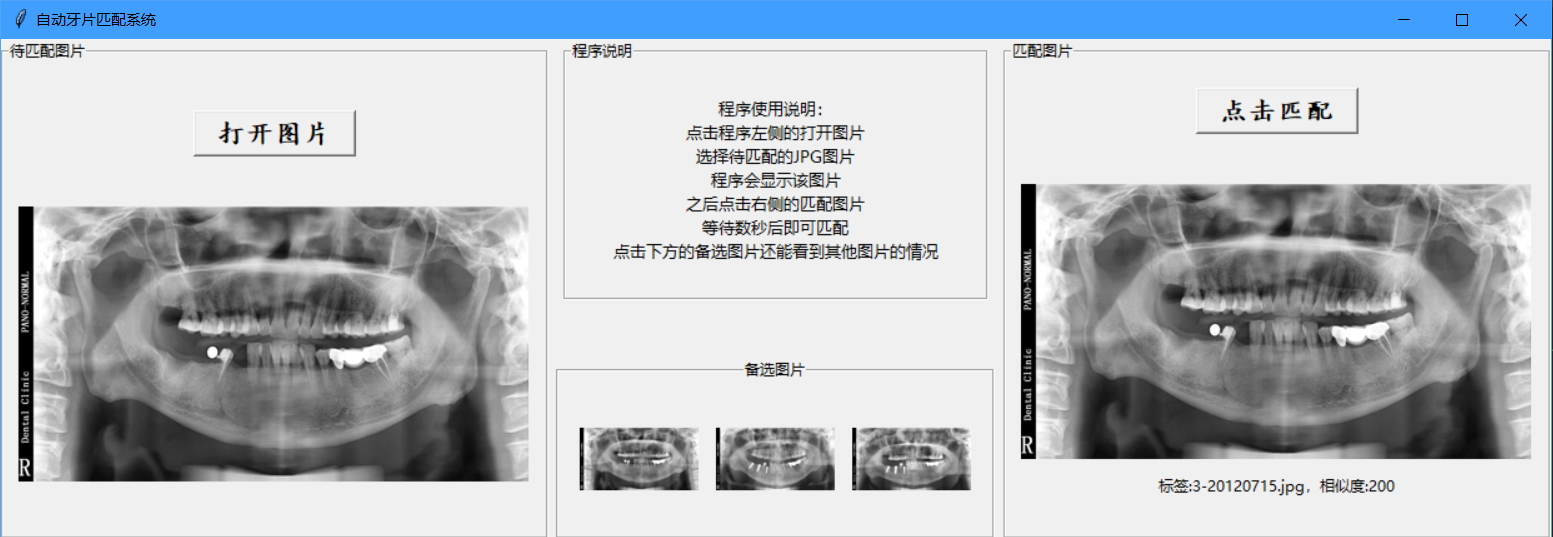 自动牙片匹配系统
待匹配图片
打开图片
PANO-NORMAL
Dental Clinic
R
程序说明
程序使用说明：
点击程序左侧的打开图片
选择待匹配的JPG图片
程序会显示该图片
之后点击右侧的匹配图片
等待数秒后即可匹配
点击下方的备选图片还能看到其他图片的情况
备选图片
匹配图片
点击匹配
PANO-NORMAL
Dental Clinic
R
标签:3-20120715.jpg，相似度:200